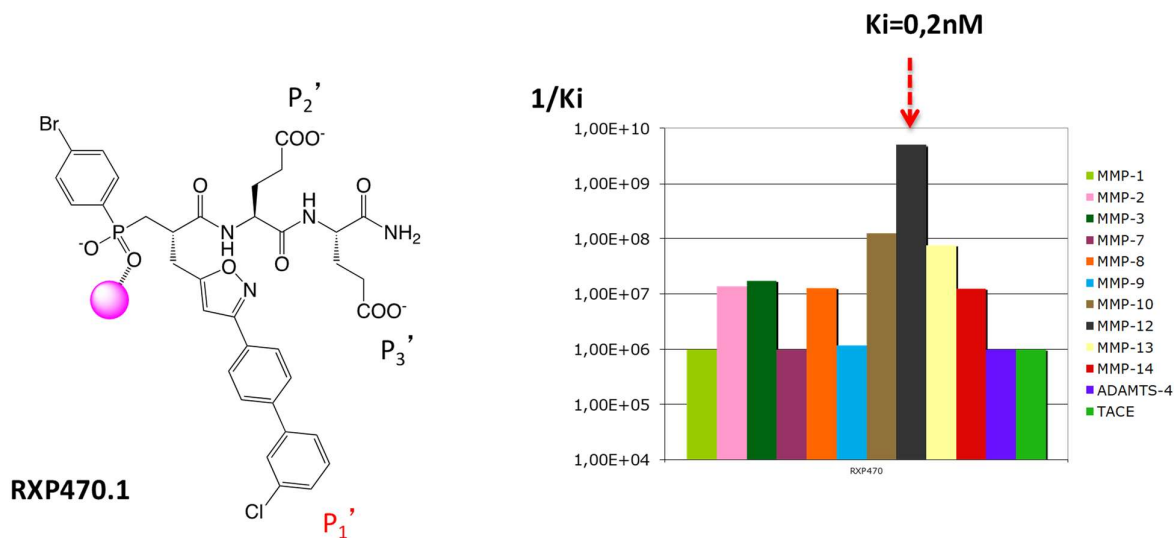 Ki=0,2nM
1/Ki
P2’
Br
COO-
O
H
N
O
P
-O
O
N
H
O
NH2
O
N
COO-
P3’
Cl
P1’
RXP470.1
1,00E+10
1,00E+09
1,00E+08
1,00E+07
1,00E+06
1,00E+05
1,00E+04
RXP470
MMP-1
MMP-2
MMP-3
MMP-7
MMP-8
MMP-9
MMP-10
MMP-12
MMP-13
MMP-14
ADAMTS-4
TACE